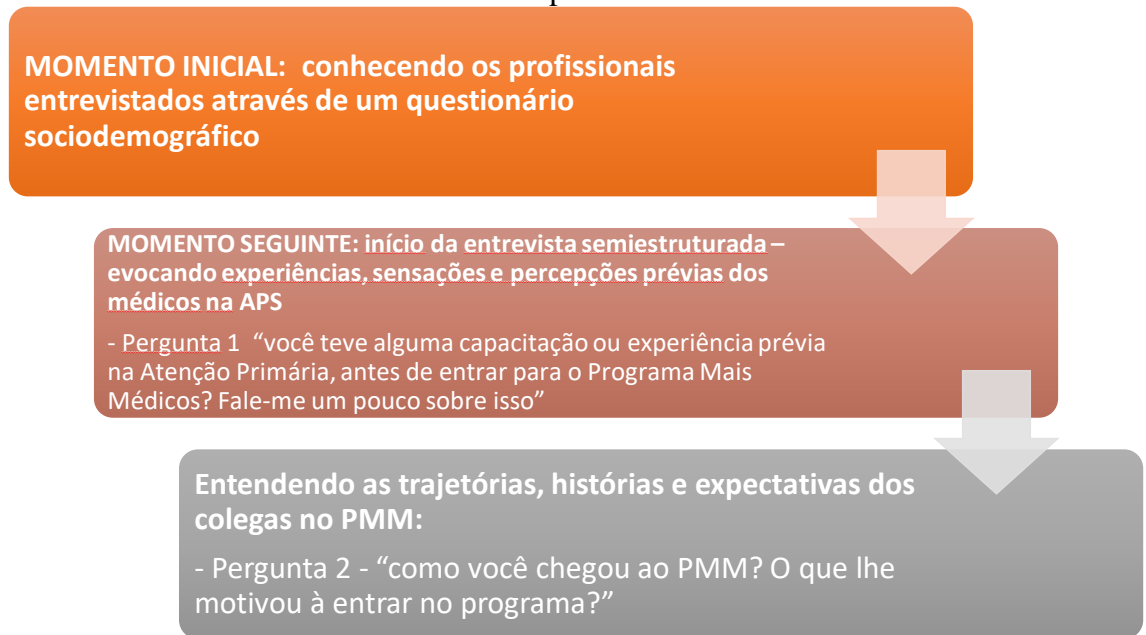 MOMENTO INICIAL: conhecendo os profissionais
entrevistados através de um questionário
sociodemográfico
MOMENTO SEGUINTE: início da entrevista semiestruturada –
evocando experiências, sensações e percepções prévias dos
médicos na APS
- Pergunta 1 “você teve alguma capacitação ou experiência prévia
na Atenção Primária, antes de entrar para o Programa Mais
Médicos? Fale-me um pouco sobre isso”
Entendendo as trajetórias, histórias e expectativas dos
colegas no PMM:
- Pergunta 2 - “como você chegou ao PMM? O que lhe
motivou à entrar no programa?”